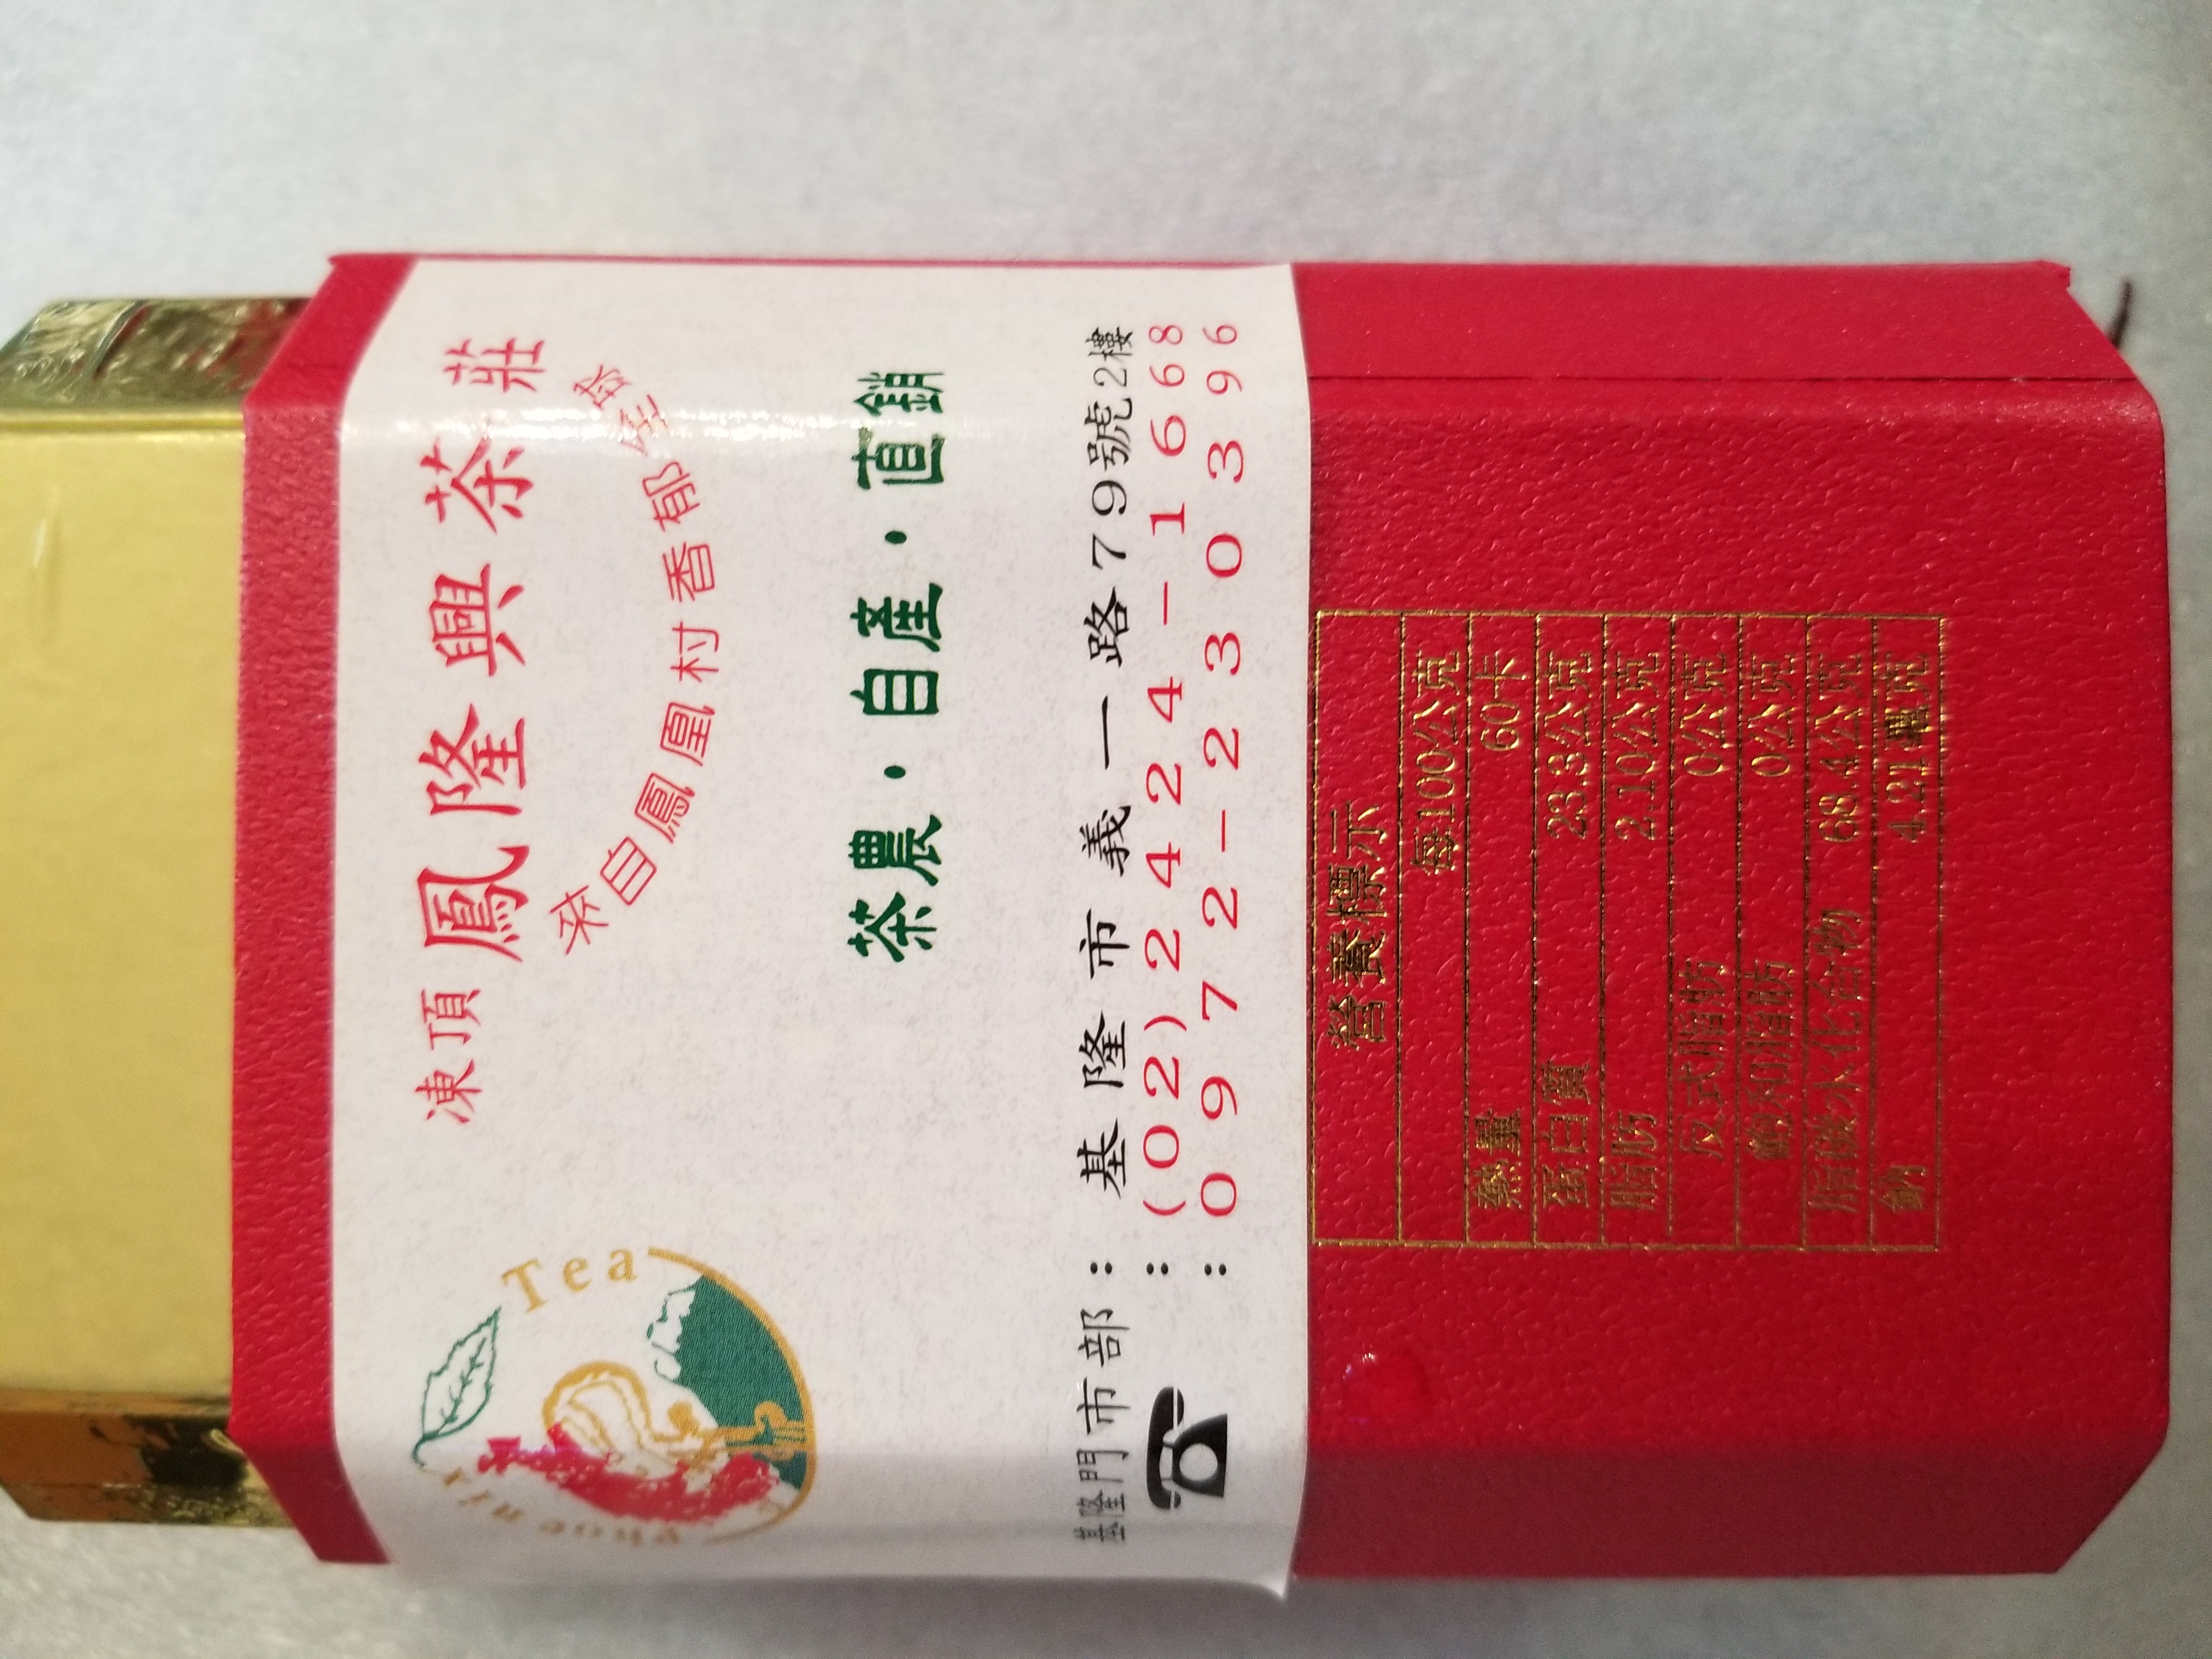 凍頂鳳隆興茶莊
來自鳳凰村香郁
茶農・自產・直銷
Phoenix Tea
基隆門市部：基隆市義一路79號2樓
：(02)2424-1668
：0972-230396
營養標示
每100公克
熱量 60卡
蛋白質 23.3公克
脂肪 2.10公克
反式脂肪 0公克
飽和脂肪 0公克
脂碳水化合物 68.4公克
鈉 4.214毫克